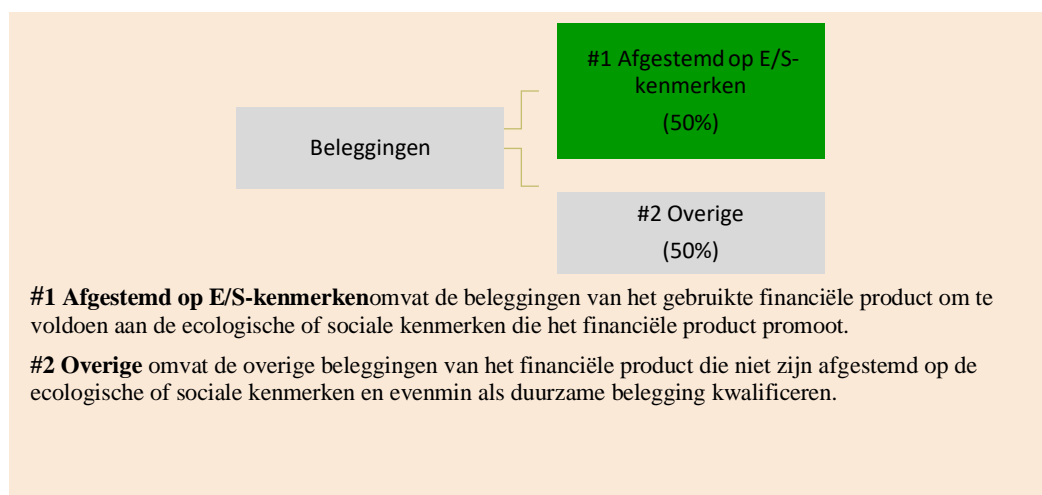 #1 Afgestemd op E/S-
kenmerken
(50%)
Beleggingen
#2 Overige
(50%)
#1 Afgestemd op E/S-kenmerkenomvat de beleggingen van het gebruikte financiële product om te
voldoen aan de ecologische of sociale kenmerken die het financiële product promoot.
#2 Overige omvat de overige beleggingen van het financiële product die niet zijn afgestemd op de
ecologische of sociale kenmerken en evenmin als duurzame belegging kwalificeren.